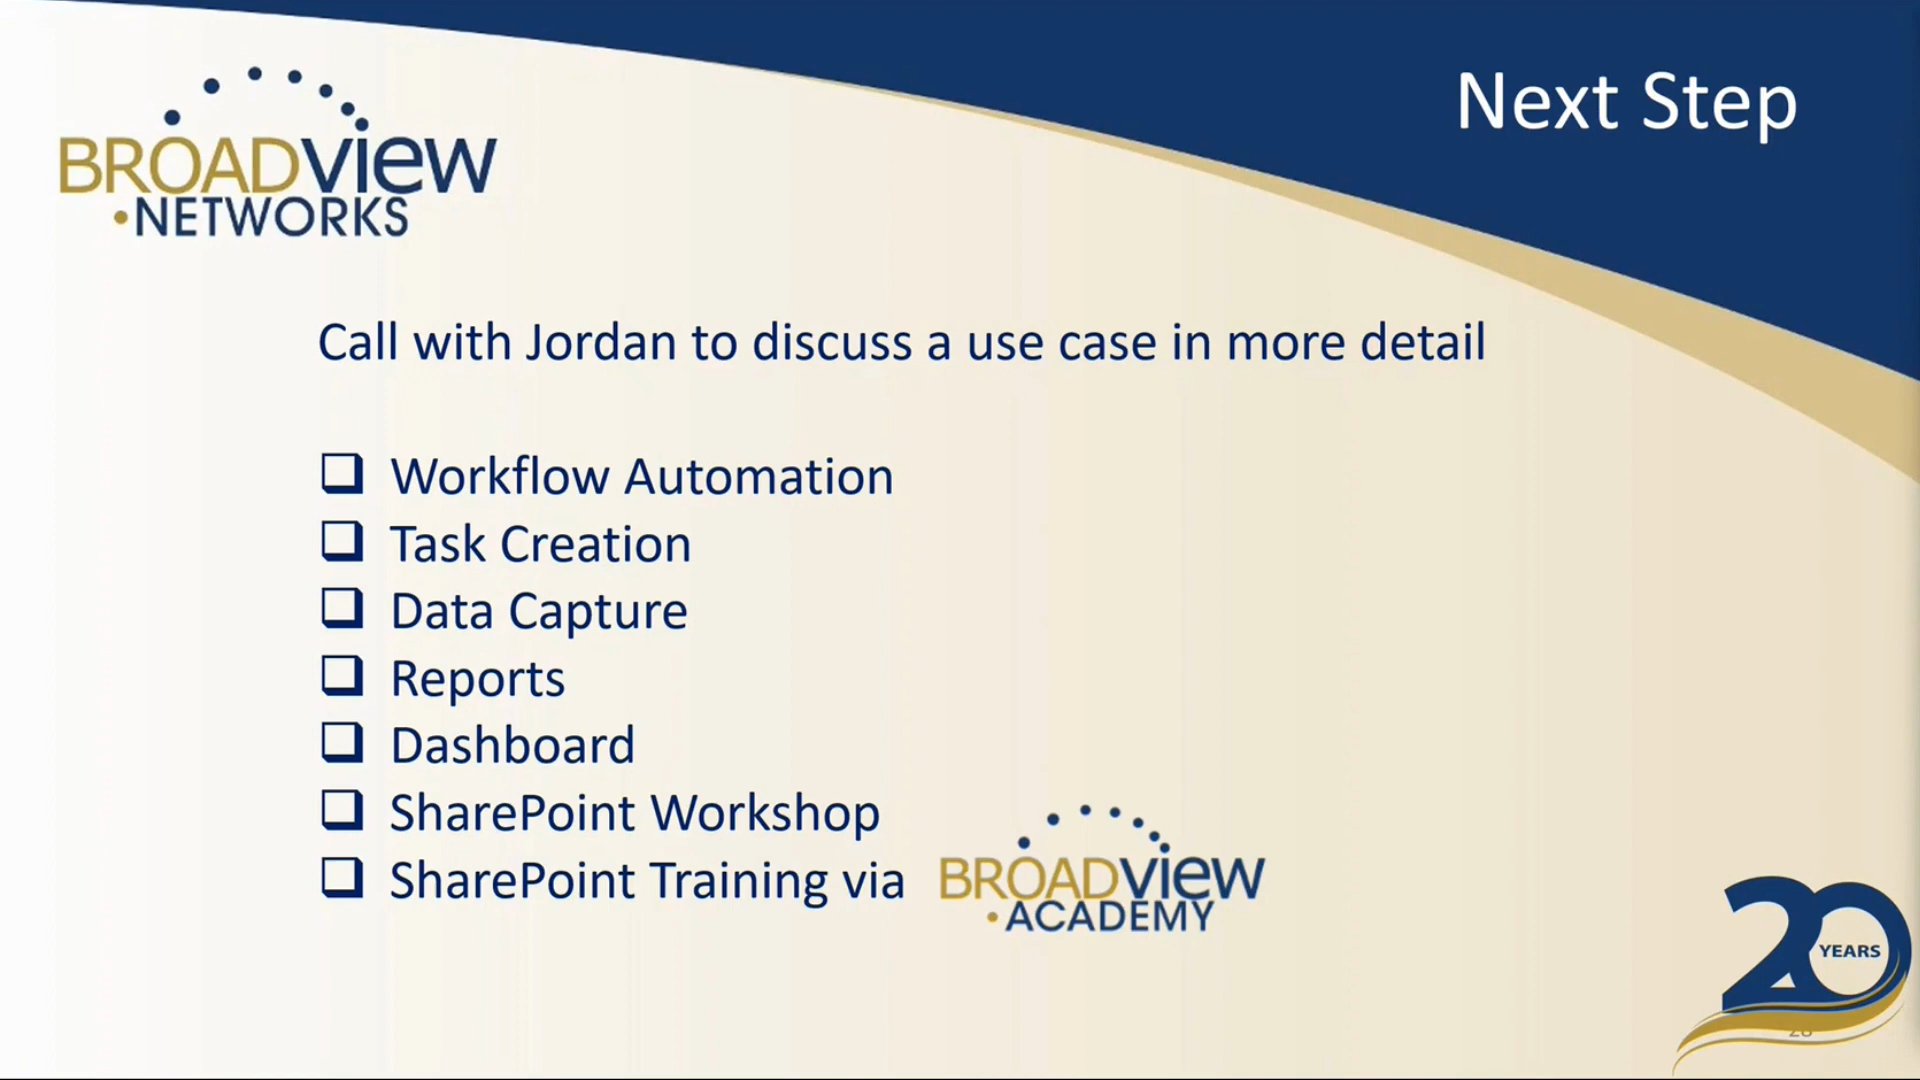 Next Step
BROADVIEW
NETWORKS
Call with Jordan to discuss a use case in more detail
Workflow Automation
Task Creation
Data Capture
Reports
Dashboard
SharePoint Workshop
SharePoint Training via
BROADVIEW
ACADEMY
20
YEARS